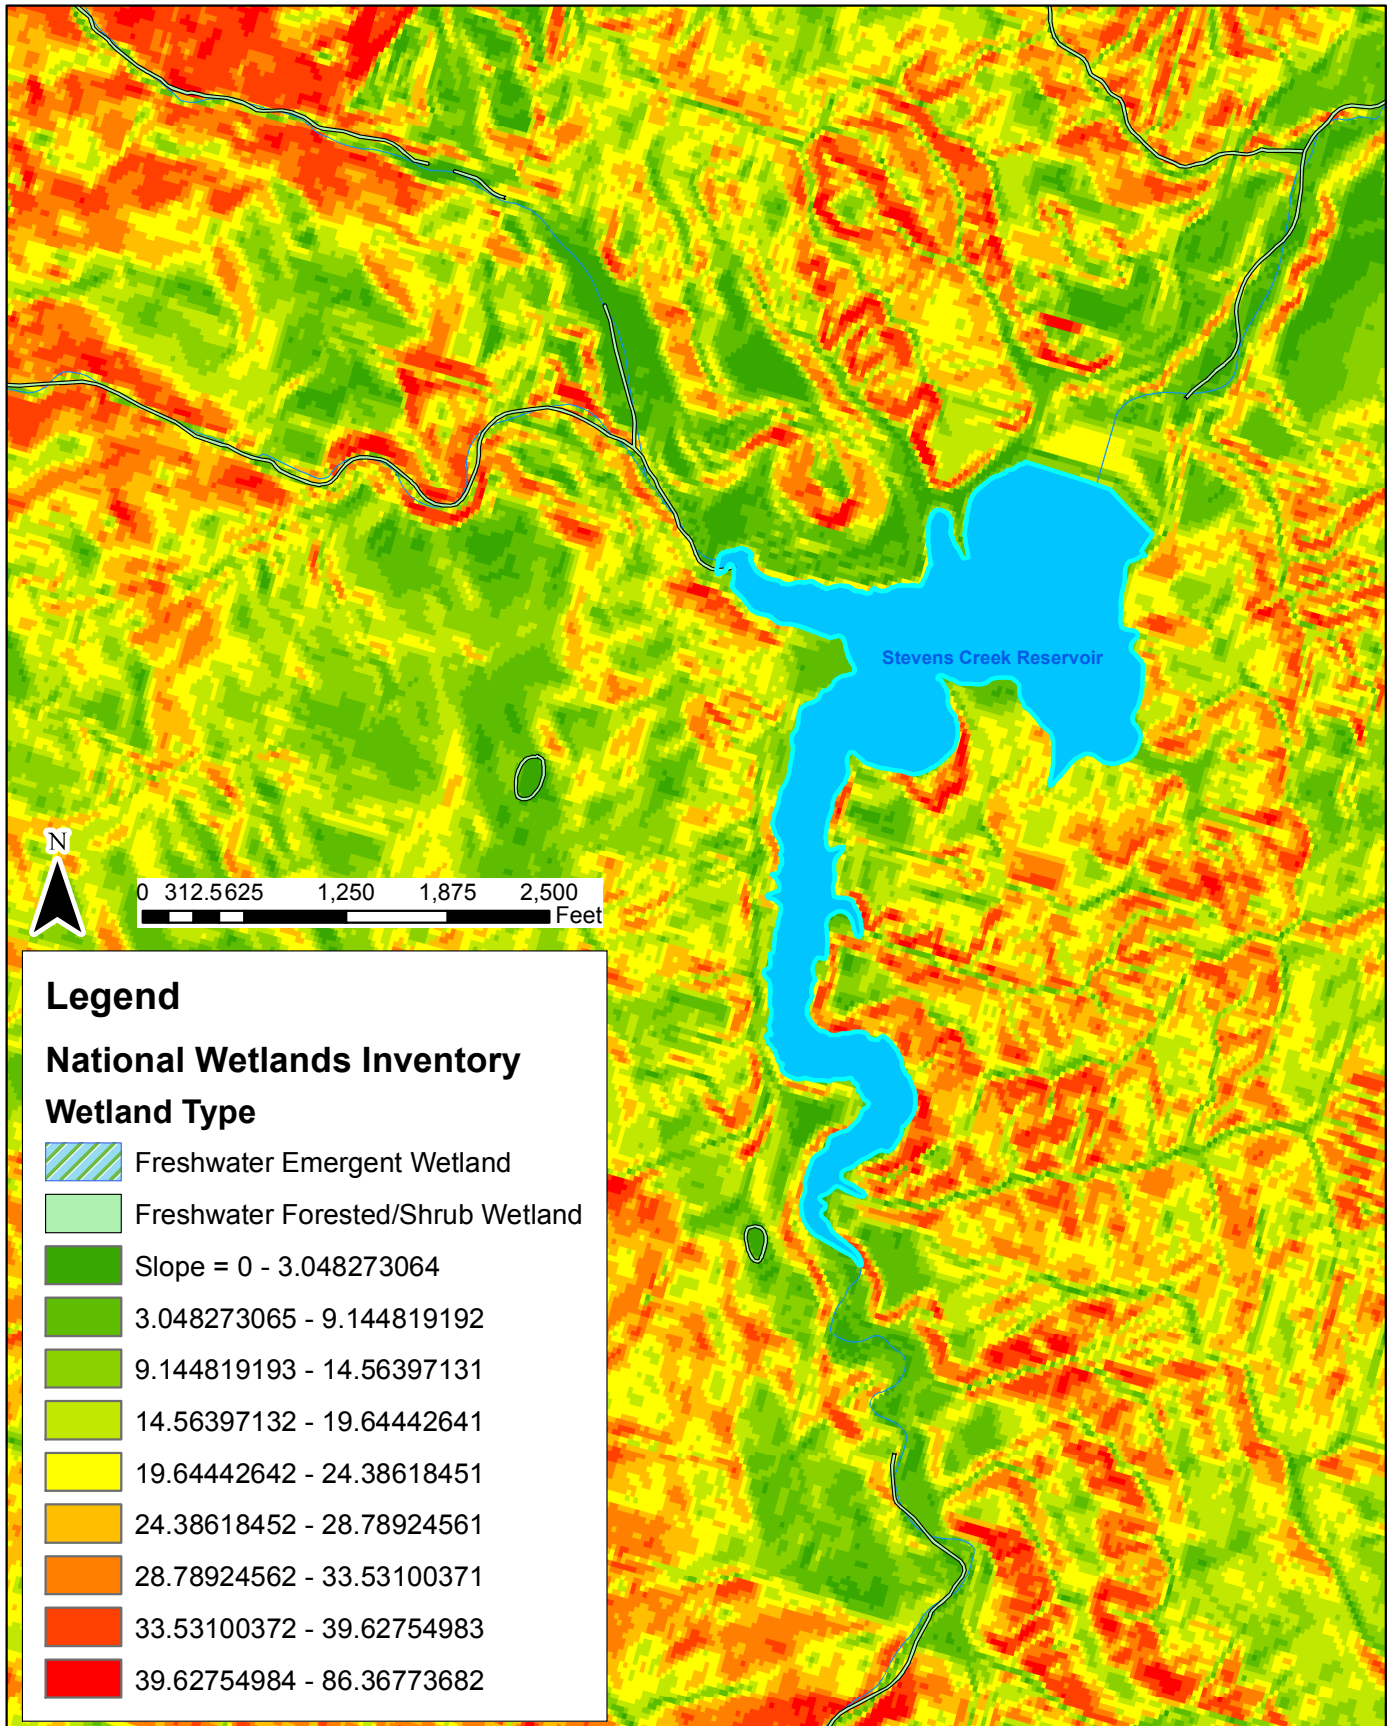 Stevens Creek Reservoir
N
0 312.5 625 1,250 1,875 2,500
Feet
Legend
National Wetlands Inventory
Wetland Type
Freshwater Emergent Wetland
Freshwater Forested/Shrub Wetland
Slope = 0 - 3.048273064
3.048273065 - 9.144819192
9.144819193 - 14.56397131
14.56397132 - 19.64442641
19.64442642 - 24.38618451
24.38618452 - 28.78924561
28.78924562 - 33.53100371
33.53100372 - 39.62754983
39.62754984 - 86.36773682